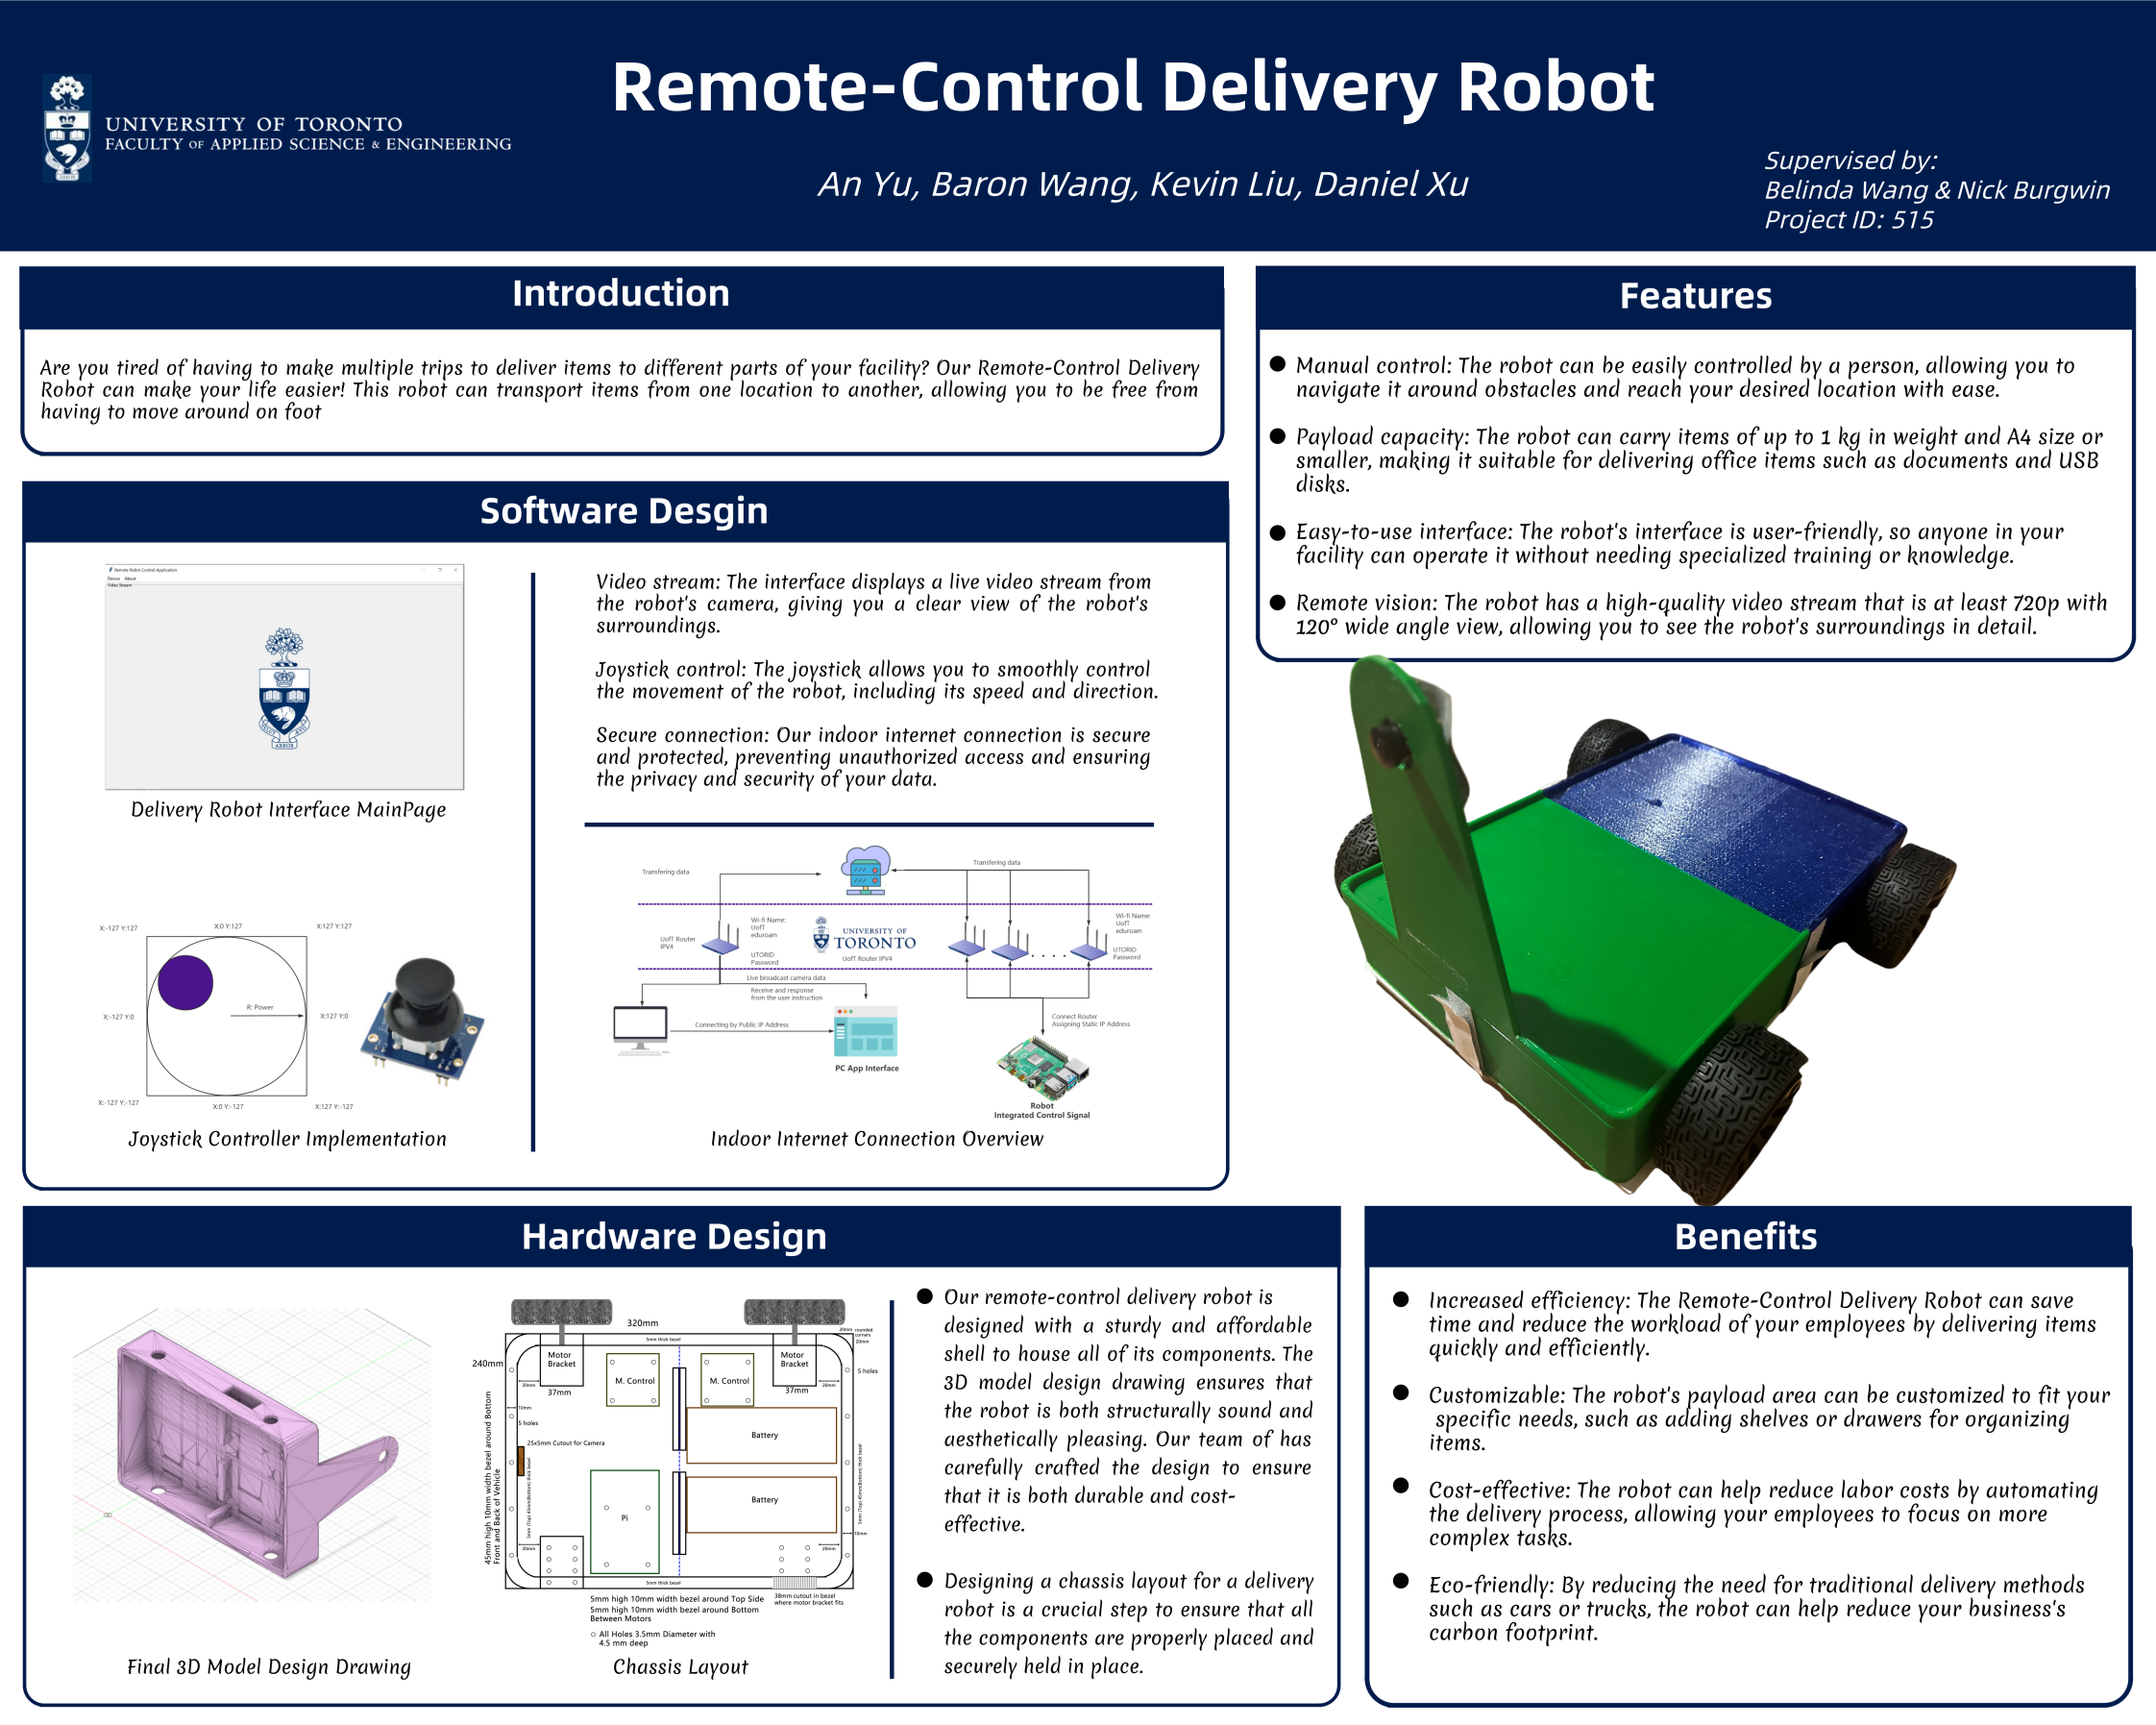 UNIVERSITY OF TORONTO
FACULTY OF APPLIED SCIENCE & ENGINEERING
Remote-Control Delivery Robot
An Yu, Baron Wang, Kevin Liu, Daniel Xu
Supervised by:
Belinda Wang & Nick Burgwin
Project ID: 515
Introduction
Are you tired of having to make multiple trips to deliver items to different parts of your facility? Our Remote-Control Delivery
Robot can make your life easier! This robot can transport items from one location to another, allowing you to be free from
having to move around on foot
Software Desgin
Remote Robot Control Application
Device About
Video Stream
ARBOR
Delivery Robot Interface MainPage
X:-127 Y:127
X:0 Y:127
X:127 Y:127
R: Power
X:-127 Y:0
X:127 Y:0
X:-127 Y:-127
X:0 Y:-127
X:127 Y:-127
Joystick Controller Implementation
Video stream: The interface displays a live video stream from
the robot's camera, giving you a clear view of the robot's
surroundings.
Joystick control: The joystick allows you to smoothly control
the movement of the robot, including its speed and direction.
Secure connection: Our indoor internet connection is secure
and protected, preventing unauthorized access and ensuring
the privacy and security of your data.
Transfering data
Transfering data
UofT Router
IPV4
Wi-fi Name:
UofT
eduroam
UTORID
Password
UNIVERSITY OF
TORONTO
UofT Router IPV4
Wi-fi Name:
UofT
eduroam
UTORID
Password
Live broadcast camera data
Receive and response
from the user instruction
Connecting by Public IP Address
PC App Interface
Connect Router
Assigning Static IP Address
Robot
Integrated Control Signal
Indoor Internet Connection Overview
Features
● Manual control: The robot can be easily controlled by a person, allowing you to
navigate it around obstacles and reach your desired location with ease.
● Payload capacity: The robot can carry items of up to 1 kg in weight and A4 size or
smaller, making it suitable for delivering office items such as documents and USB
disks.
● Easy-to-use interface: The robot's interface is user-friendly, so anyone in your
facility can operate it without needing specialized training or knowledge.
● Remote vision: The robot has a high-quality video stream that is at least 720p with
120° wide angle view, allowing you to see the robot's surroundings in detail.
Hardware Design
Final 3D Model Design Drawing
320mm
20mm rounded
corners
20mm
5mm thick bezel
240mm
Motor
Bracket
37mm
M. Control
M. Control
Motor
Bracket
37mm
5 holes
20mm
20mm
10mm
5 holes
25x5mm Cutout for Camera
Battery
Battery
Pi
45mm high 10mm width bezel around Bottom
Front and Back of Vehicle
5mm (Top) 45mm(Bottom) thick bezel
5mm (Top) 45mm(Bottom) thick bezel
10mm
20mm
20mm
5mm thick bezel
5mm high 10mm width bezel around Top Side
5mm high 10mm width bezel around Bottom
Between Motors
38mm cutout in bezel
where motor bracket fits
All Holes 3.5mm Diameter with
4.5 mm deep
Chassis Layout
● Our remote-control delivery robot is
designed with a sturdy and affordable
shell to house all of its components. The
3D model design drawing ensures that
the robot is both structurally sound and
aesthetically pleasing. Our team of has
carefully crafted the design to ensure
that it is both durable and cost-
effective.
● Designing a chassis layout for a delivery
robot is a crucial step to ensure that all
the components are properly placed and
securely held in place.
Benefits
● Increased efficiency: The Remote-Control Delivery Robot can save
time and reduce the workload of your employees by delivering items
quickly and efficiently.
● Customizable: The robot's payload area can be customized to fit your
specific needs, such as adding shelves or drawers for organizing
items.
● Cost-effective: The robot can help reduce labor costs by automating
the delivery process, allowing your employees to focus on more
complex tasks.
● Eco-friendly: By reducing the need for traditional delivery methods
such as cars or trucks, the robot can help reduce your business's
carbon footprint.